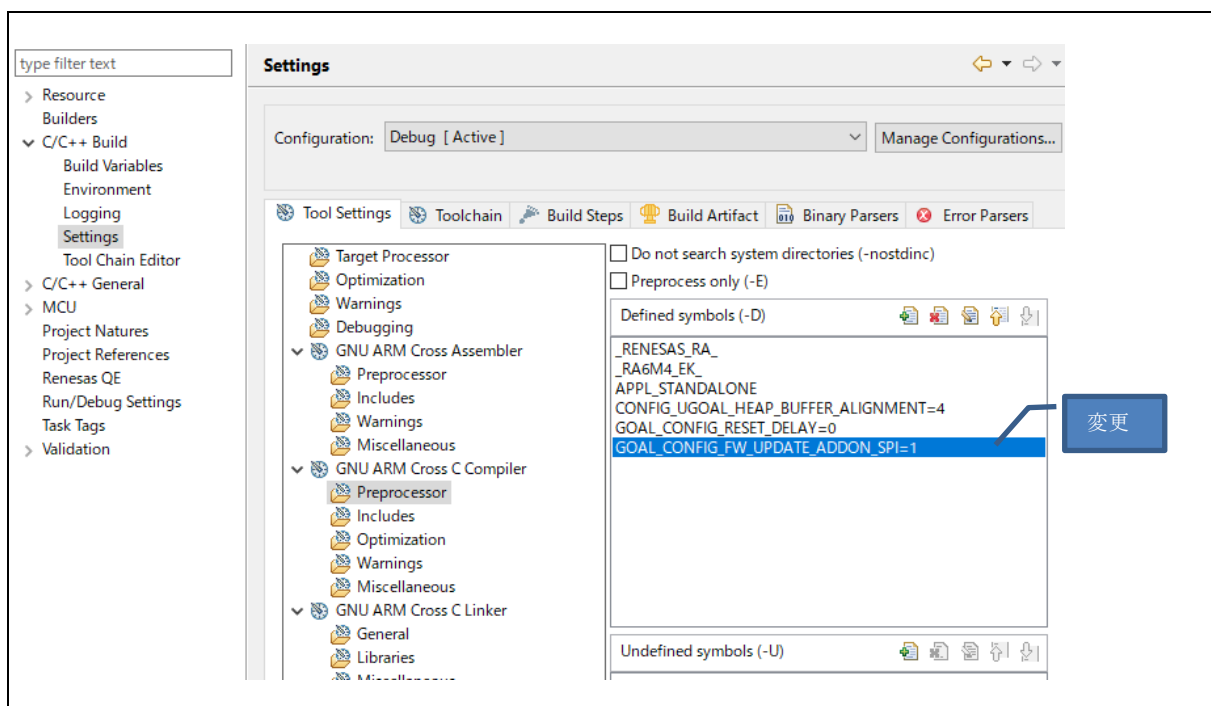 type filter text
Resource
Builders
C/C++ Build
Build Variables
Environment
Logging
Settings
Tool Chain Editor
C/C++ General
MCU
Project Natures
Project References
Renesas QE
Run/Debug Settings
Task Tags
Validation
Settings
Configuration: Debug [ Active ] Manage Configurations...
Tool Settings Toolchain Build Steps Build Artifact Binary Parsers Error Parsers
Target Processor
Optimization
Warnings
Debugging
GNU ARM Cross Assembler
Preprocessor
Includes
Warnings
Miscellaneous
GNU ARM Cross C Compiler
Preprocessor
Includes
Optimization
Warnings
Miscellaneous
GNU ARM Cross C Linker
General
Libraries
Miscellaneous
Do not search system directories (-nostdinc)
Preprocess only (-E)
Defined symbols (-D)
_RENESAS_RA_
_RA6M4_EK_
APPL_STANDALONE
CONFIG_UGOAL_HEAP_BUFFER_ALIGNMENT=4
GOAL_CONFIG_RESET_DELAY=0
GOAL_CONFIG_FW_UPDATE_ADDON_SPI=1
変更
Undefined symbols (-U)